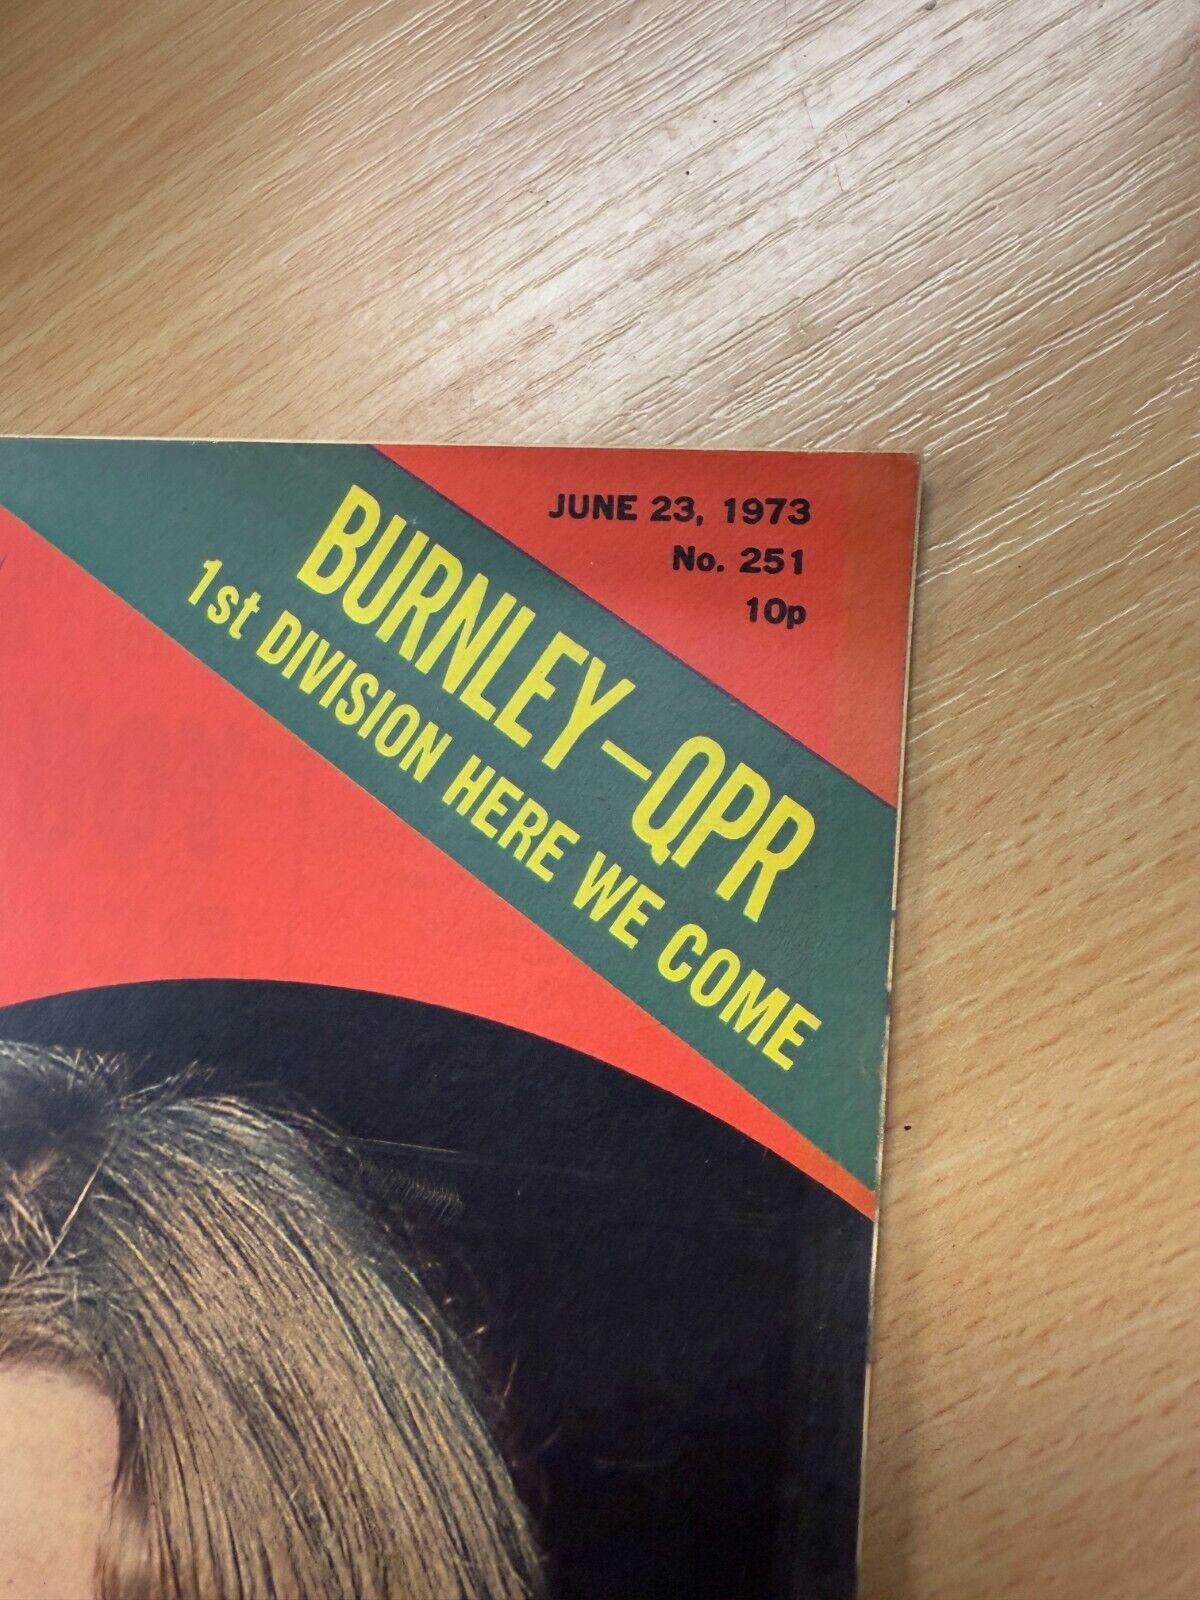 JUNE 23, 1973
No. 251
10p
BURNLEY–QPR
1st DIVISION HERE WE COME